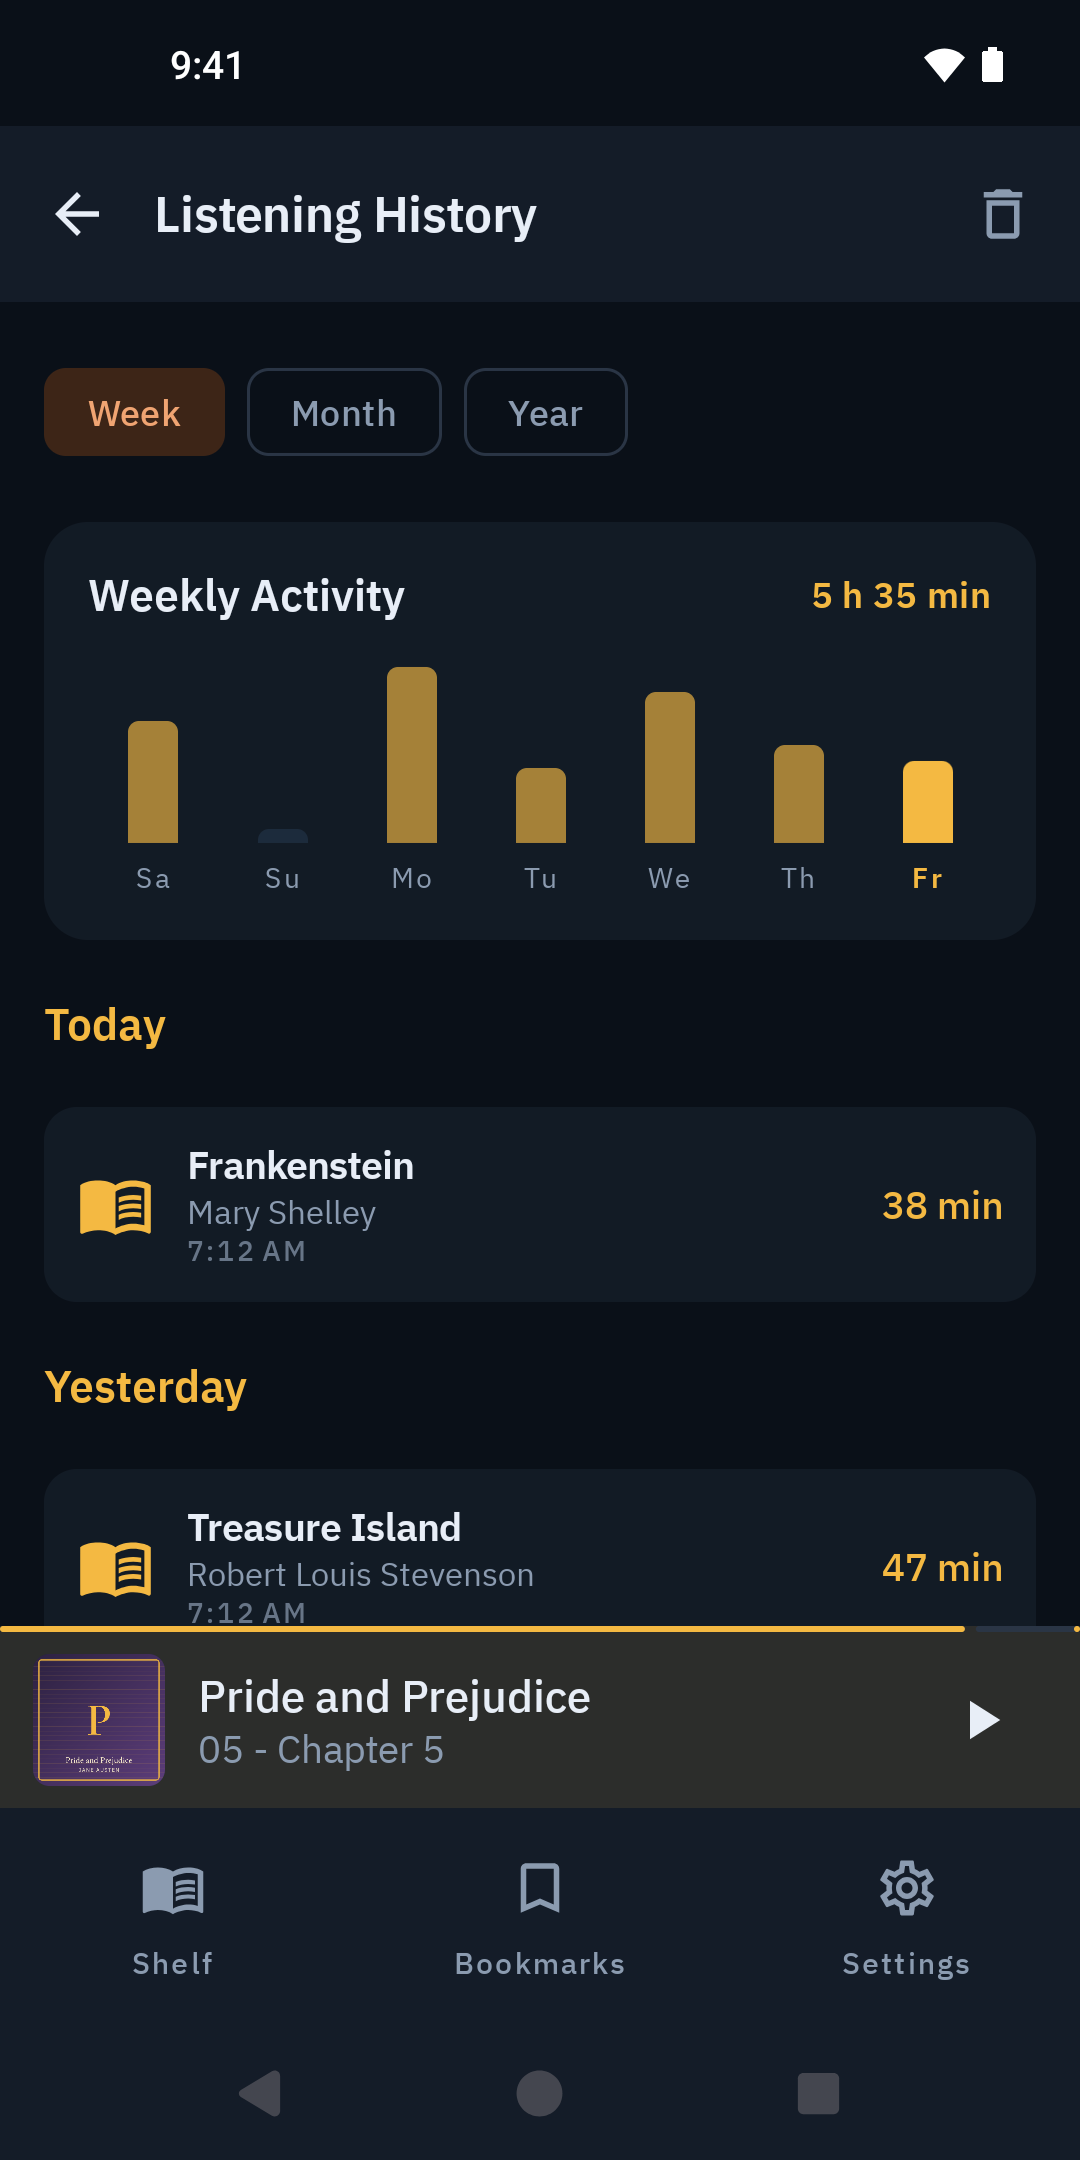 9:41
Listening History
Week
Month
Year
Weekly Activity
5 h 35 min
Sa
Su
Mo
Tu
We
Th
Fr
Today
Frankenstein
Mary Shelley
7:12 AM
38 min
Yesterday
Treasure Island
Robert Louis Stevenson
7:12 AM
47 min
P
Pride and Prejudice
JANE AUSTEN
Pride and Prejudice
05 - Chapter 5
Shelf
Bookmarks
Settings